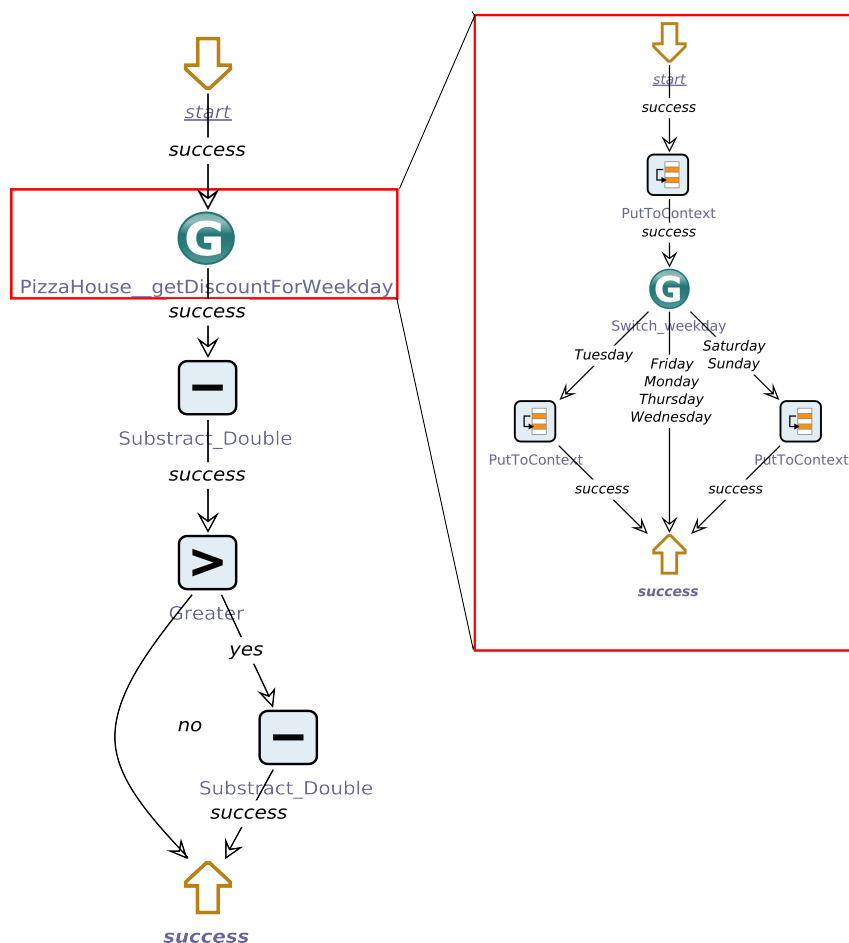 start
success
G
PizzaHouse__getDiscountForWeekday
success
Substract_Double
success
>
Greater
yes
no
Substract_Double
success
success
start
success
PutToContext
success
G
Switch_weekday
Tuesday
Friday
Monday
Thursday
Wednesday
Saturday
Sunday
PutToContext
PutToContext
success
success
success